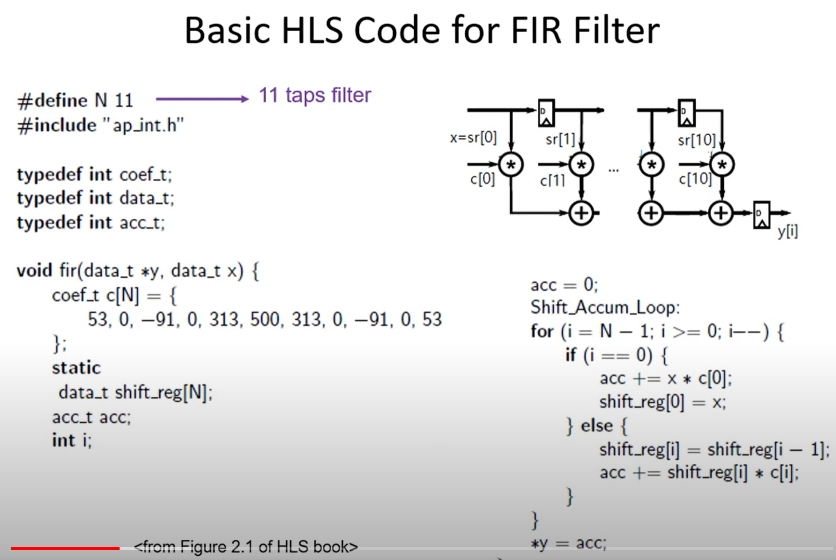 Basic HLS Code for FIR Filter
#define N 11
11 taps filter
#include "ap_int.h"
typedef int coef_t;
typedef int data_t;
typedef int acc_t;
void fir(data_t *y, data_t x) {
coef_t c[N] = {
53, 0, −91, 0, 313, 500, 313, 0, −91, 0, 53
};
static
data_t shift_reg[N];
acc_t acc;
int i;
D
D
x=sr[0]
sr[1]
sr[10]
*
*
*
*
c[0]
c[1]
...
c[10]
+
+
+
D
y[i]
acc = 0;
Shift_Accum_Loop:
for (i = N − 1; i >= 0; i−−) {
if (i == 0) {
acc += x * c[0];
shift_reg[0] = x;
} else {
shift_reg[i] = shift_reg[i − 1];
acc += shift_reg[i] * c[i];
}
}
*y = acc;
<from Figure 2.1 of HLS book>